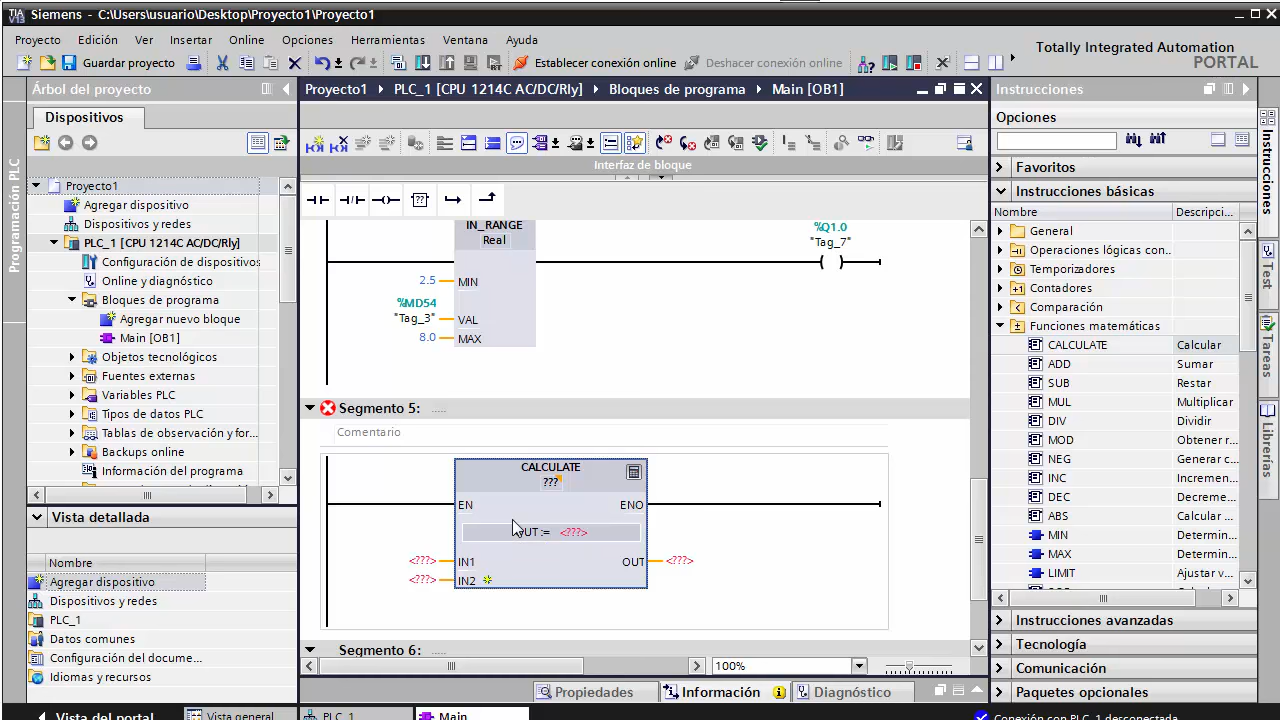 TIA
V13
Siemens - C:\Users\usuario\Desktop\Proyecto1\Proyecto1
Proyecto Edición Ver Insertar Online Opciones Herramientas Ventana Ayuda
Guardar proyecto
Establecer conexión online
Deshacer conexión online
Totally Integrated Automation
PORTAL
Árbol del proyecto
Dispositivos
Programación PLC
Proyecto1
Agregar dispositivo
Dispositivos y redes
PLC_1 [CPU 1214C AC/DC/Rly]
Configuración de dispositivos
Online y diagnóstico
Bloques de programa
Agregar nuevo bloque
Main [OB1]
Objetos tecnológicos
Fuentes externas
Variables PLC
Tipos de datos PLC
Tablas de observación y for...
Backups online
Información del programa
Vista detallada
Nombre
Agregar dispositivo
Dispositivos y redes
PLC_1
Datos comunes
Configuración del docume...
Idiomas y recursos
Proyecto1 PLC_1 [CPU 1214C AC/DC/Rly] Bloques de programa Main [OB1]
Interfaz de bloque
??
IN_RANGE
Real
%Q1.0
"Tag_7"
2.5 MIN
%MD54
"Tag_3" VAL
8.0 MAX
Segmento 5: .....
Comentario
CALCULATE
???
EN ENO
UT := <???>
<???> IN1 OUT <???>
<???> IN2
Segmento 6: .....
100%
Propiedades Información Diagnóstico
Instrucciones
Opciones
Favoritos
Instrucciones básicas
Nombre Descripci...
General
Operaciones lógicas con...
Temporizadores
Contadores
Comparación
Funciones matemáticas
CALCULATE Calcular
ADD Sumar
SUB Restar
MUL Multiplicar
DIV Dividir
MOD Obtener r...
NEG Generar c...
INC Incremen...
DEC Decreme...
ABS Calcular ...
MIN Determin...
MAX Determin...
LIMIT Ajustar v...
Instrucciones avanzadas
Tecnología
Comunicación
Paquetes opcionales
Instrucciones
Test
Tareas
Librerías
Vista del portal
Vista general
PLC_1
Main
Conexión con PLC_1 desconectada